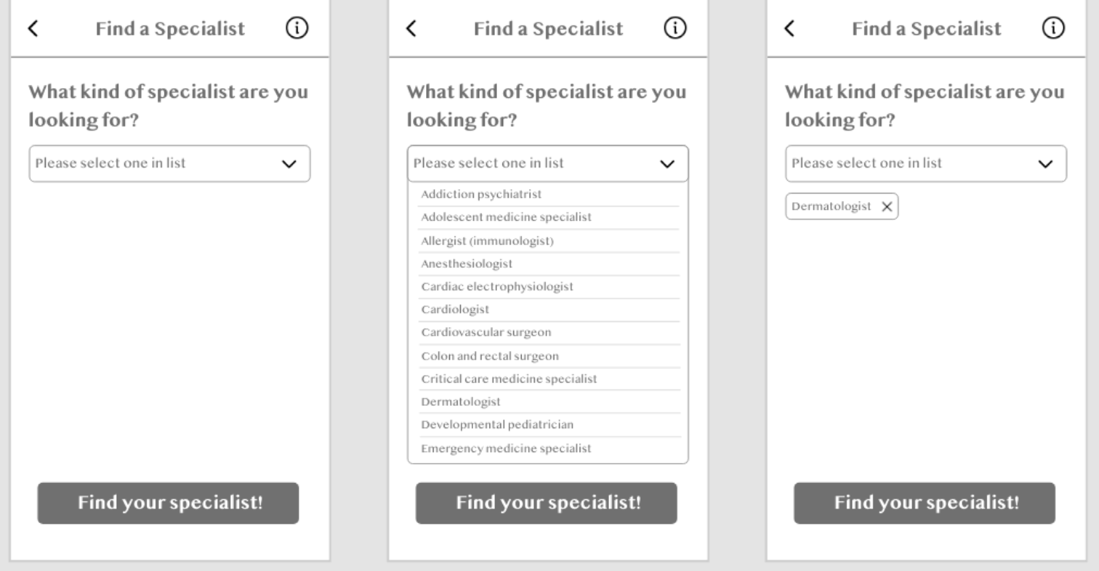 Find a Specialist
What kind of specialist are you
looking for?
Please select one in list
Find your specialist!
Find a Specialist
What kind of specialist are you
looking for?
Please select one in list
Addiction psychiatrist
Adolescent medicine specialist
Allergist (immunologist)
Anesthesiologist
Cardiac electrophysiologist
Cardiologist
Cardiovascular surgeon
Colon and rectal surgeon
Critical care medicine specialist
Dermatologist
Developmental pediatrician
Emergency medicine specialist
Find your specialist!
Find a Specialist
What kind of specialist are you
looking for?
Please select one in list
Dermatologist
Find your specialist!